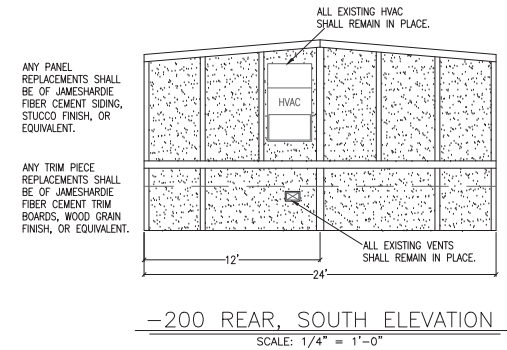 ALL EXISTING HVAC
SHALL REMAIN IN PLACE.
ANY PANEL
REPLACEMENTS SHALL
BE OF JAMESHARDIE
FIBER CEMENT SIDING,
STUCCO FINISH, OR
EQUIVALENT.
HVAC
ANY TRIM PIECE
REPLACEMENTS SHALL
BE OF JAMESHARDIE
FIBER CEMENT TRIM
BOARDS, WOOD GRAIN
FINISH, OR EQUIVALENT.
ALL EXISTING VENTS
SHALL REMAIN IN PLACE.
12'
24'
-200 REAR, SOUTH ELEVATION
SCALE: 1/4" = 1'-0"